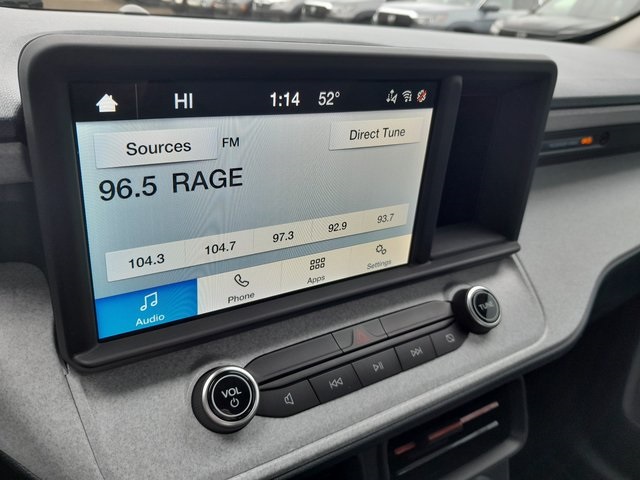 HI 1:14 52°
Sources FM Direct Tune
96.5 RAGE
104.3 104.7 97.3 92.9 93.7
Audio Phone Apps Settings
VOL TUNE